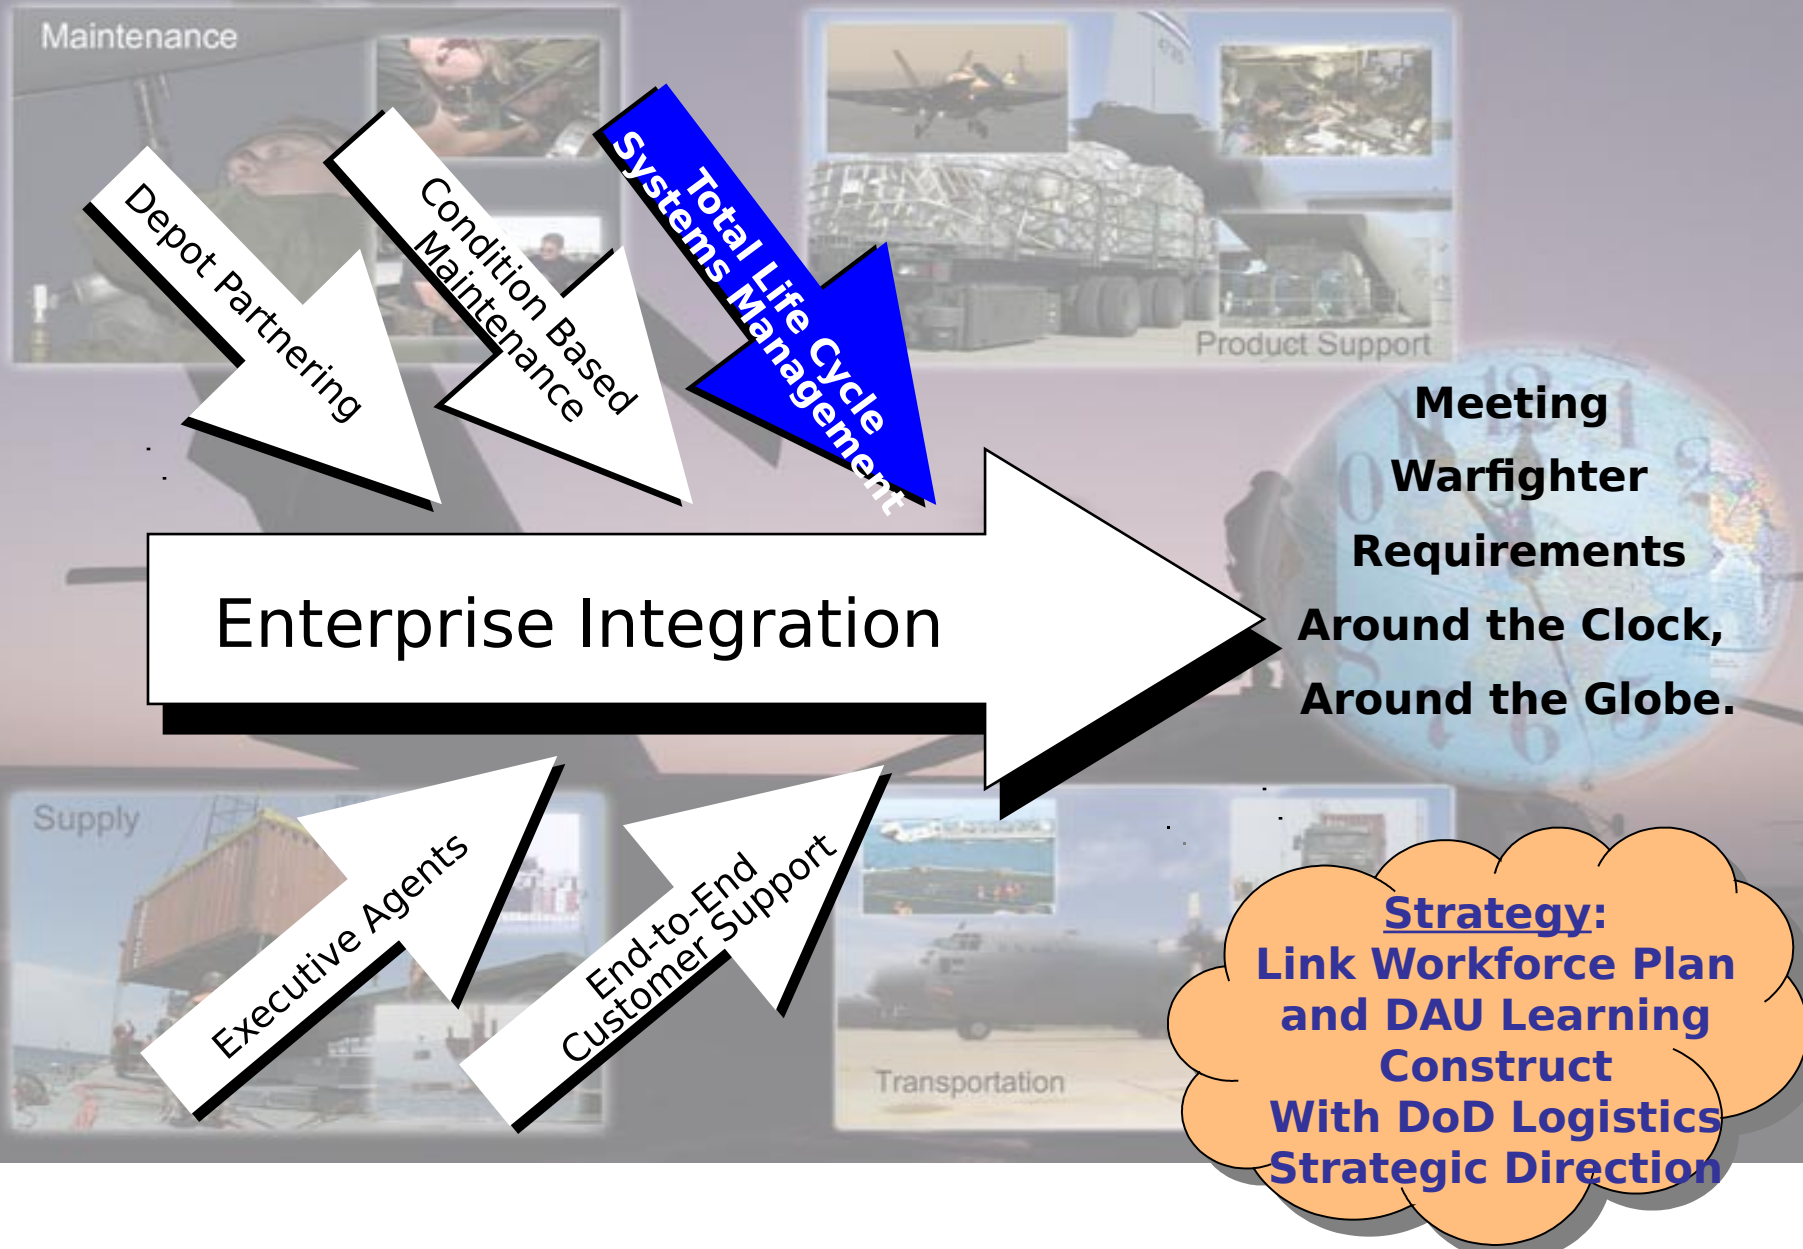 Maintenance
Product Support
Depot Partnering
Condition Based
Maintenance
Total Life Cycle
Systems Management
Meeting
Warfighter
Requirements
Around the Clock,
Around the Globe.
Enterprise Integration
Supply
Executive Agents
End-to-End
Customer Support
Transportation
Strategy:
Link Workforce Plan
and DAU Learning
Construct
With DoD Logistics
Strategic Direction